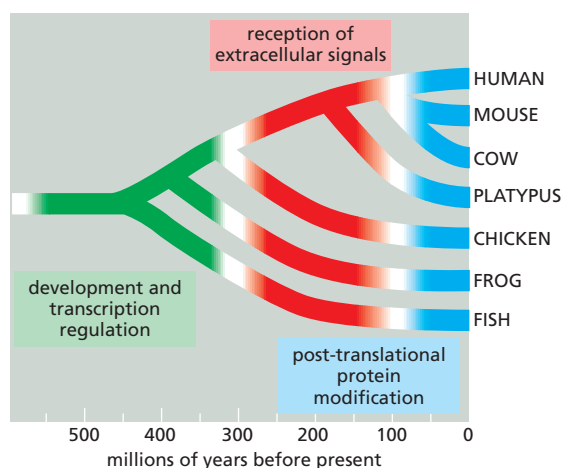 reception of
extracellular signals
HUMAN
MOUSE
COW
PLATYPUS
CHICKEN
FROG
FISH
development and
transcription
regulation
post-translational
protein
modification
500 400 300 200 100 0
millions of years before present